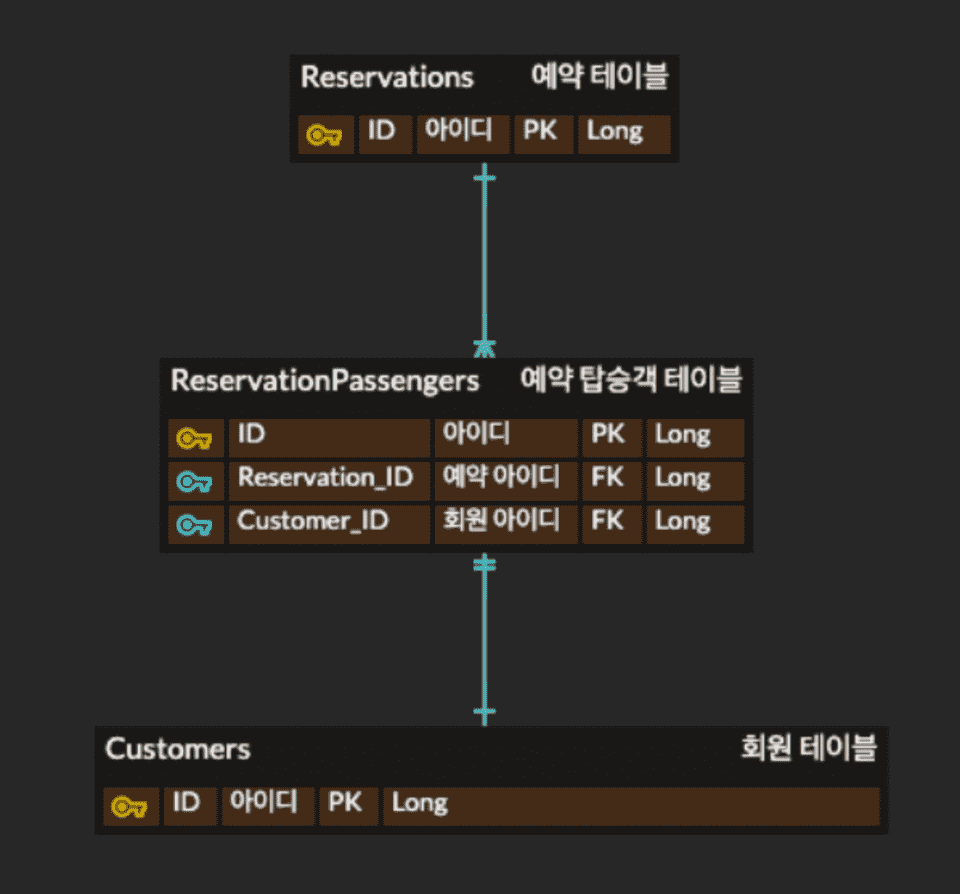 Reservations 예약 테이블
ID 아이디 PK Long
ReservationPassengers 예약 탑승객 테이블
ID 아이디 PK Long
Reservation_ID 예약 아이디 FK Long
Customer_ID 회원 아이디 FK Long
Customers 회원 테이블
ID 아이디 PK Long